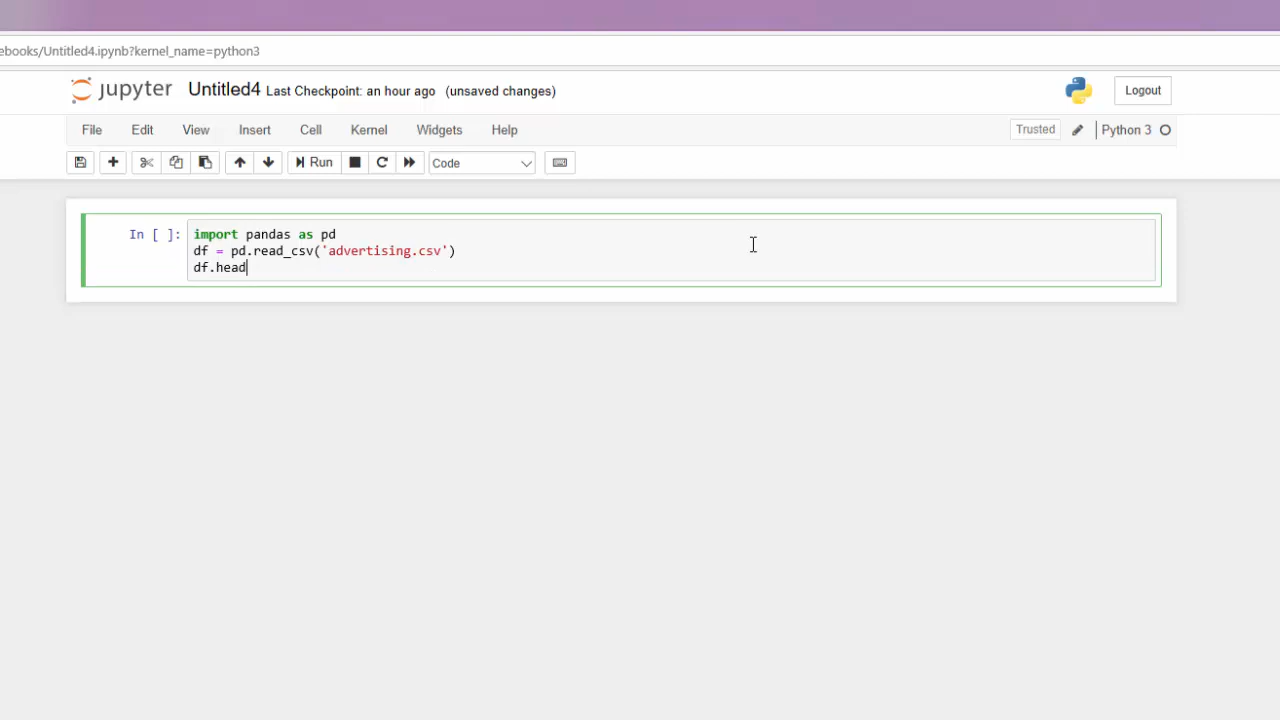 ebooks/Untitled4.ipynb?kernel_name=python3
jupyter Untitled4 Last Checkpoint: an hour ago (unsaved changes) Logout
File Edit View Insert Cell Kernel Widgets Help Trusted Python 3
Run Code
In [ ]: import pandas as pd
df = pd.read_csv('advertising.csv')
df.head